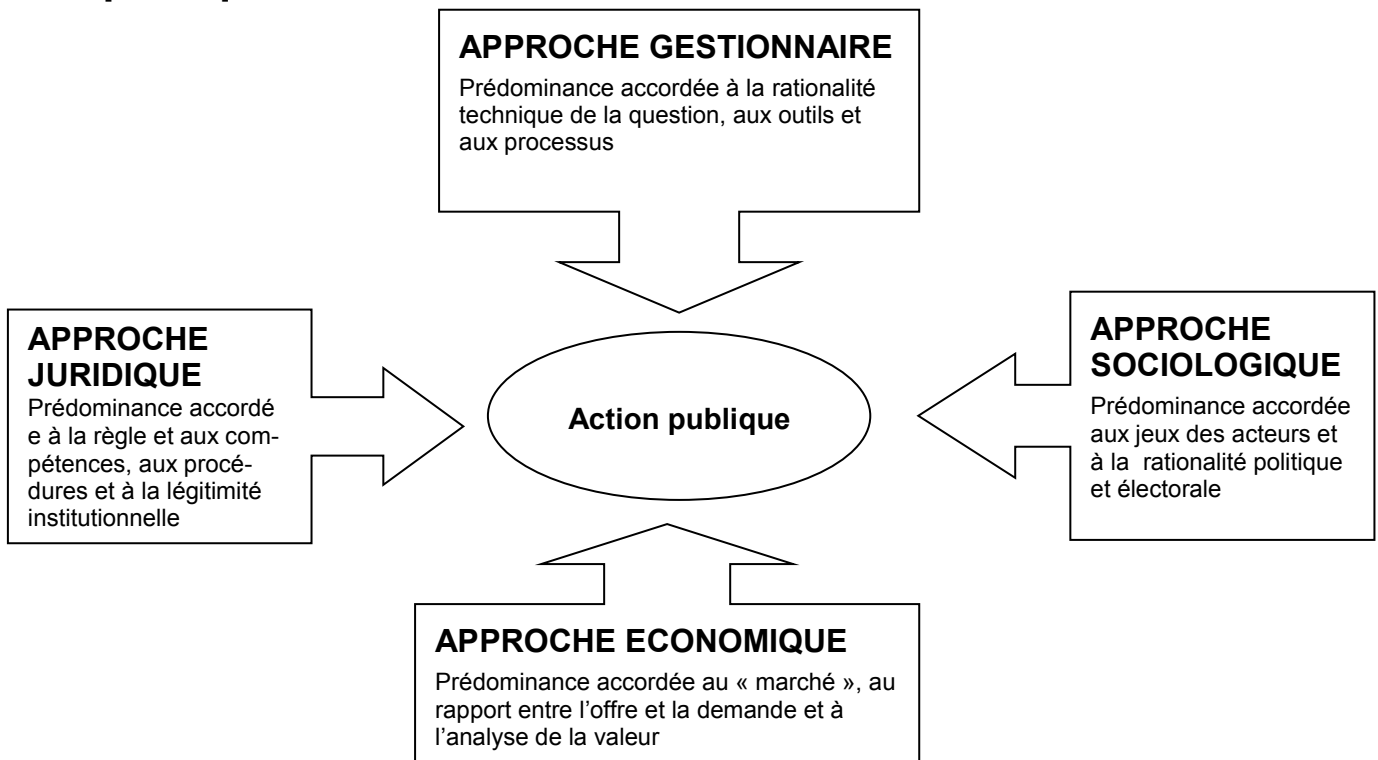 APPROCHE GESTIONNAIRE
Prédominance accordée à la rationalité
technique de la question, aux outils et
aux processus
APPROCHE
JURIDIQUE
Prédominance accordé
e à la règle et aux com-
pétences, aux procé-
dures et à la légitimité
institutionnelle
Action publique
APPROCHE
SOCIOLOGIQUE
Prédominance accordée
aux jeux des acteurs et
à la rationalité politique
et électorale
APPROCHE ECONOMIQUE
Prédominance accordée au « marché », au
rapport entre l’offre et la demande et à
l’analyse de la valeur